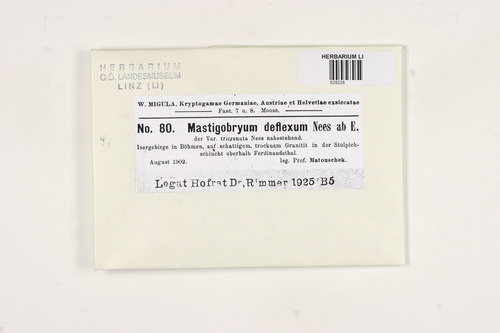 HERBARIUM
O.Ö. LANDESMUSEUM
LINZ (LI)
HERBARIUM LI
W. MIGULA, Kryptogamae Germaniae, Austriae et Helvetiae exsiccatae
Fasc. 7 u. 8. Moose.
No. 80. Mastigobryum deflexum Nees ab E.
der Var. tricrenata Nees nahestehend.
Isergebirge in Böhmen, auf schattigem, trocknem Granitit in der Stolpich-
schlucht oberhalb Ferdinandsthal.
August 1902. leg. Prof. Matouschek.
Legat Hofrat Dr. Rimmer 1925